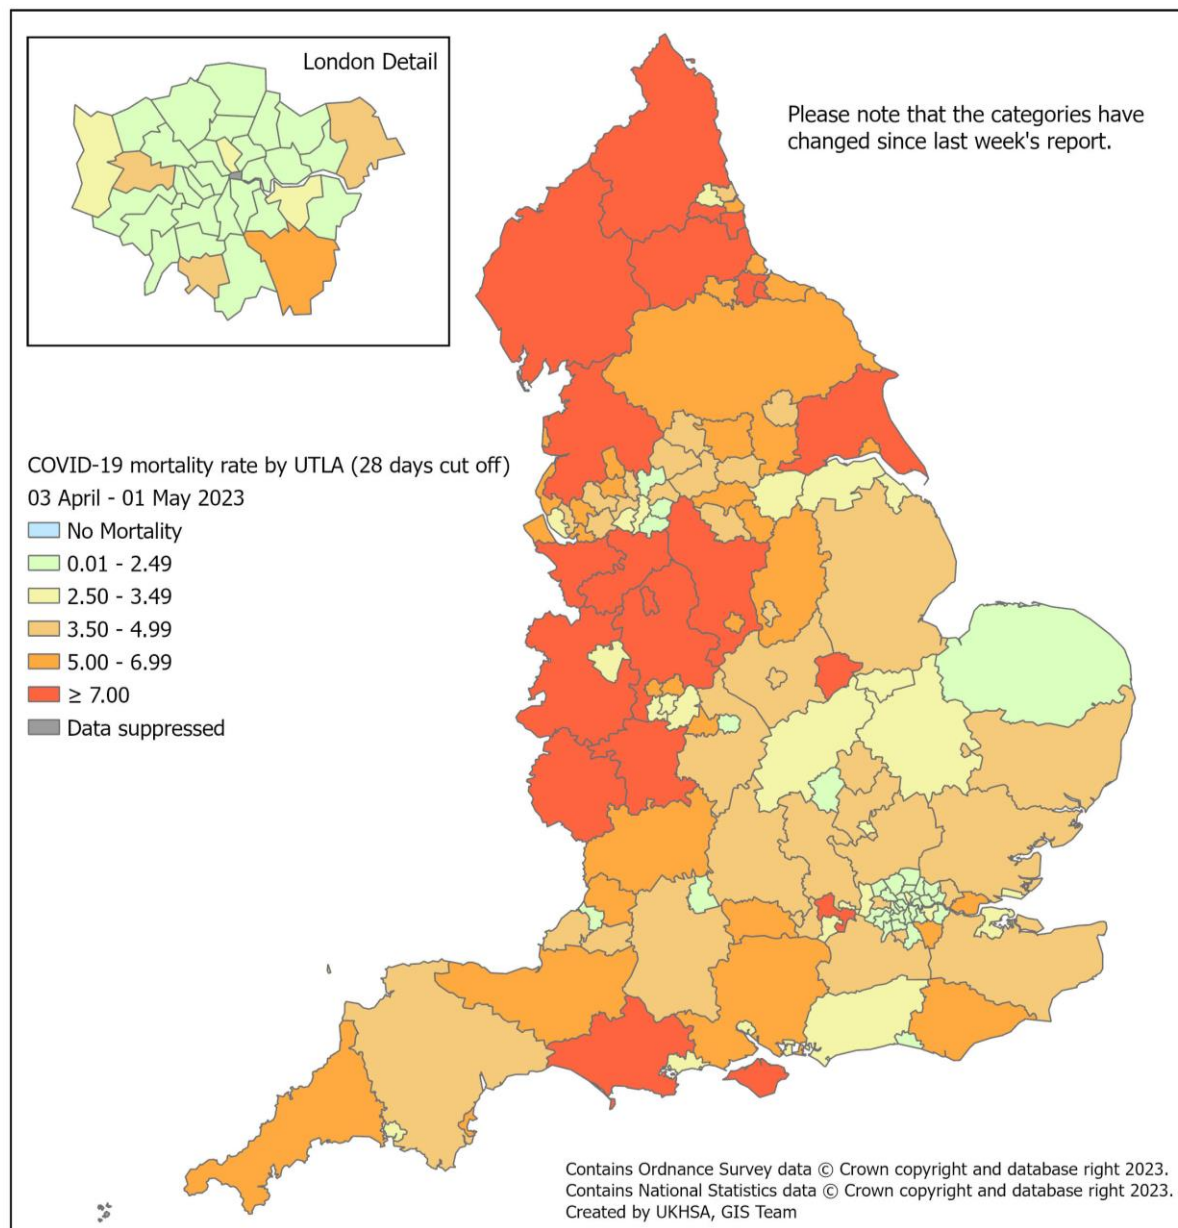 London Detail
Please note that the categories have
changed since last week's report.
COVID-19 mortality rate by UTLA (28 days cut off)
03 April - 01 May 2023
No Mortality
0.01 - 2.49
2.50 - 3.49
3.50 - 4.99
5.00 - 6.99
≥ 7.00
Data suppressed
Contains Ordnance Survey data © Crown copyright and database right 2023.
Contains National Statistics data © Crown copyright and database right 2023.
Created by UKHSA, GIS Team